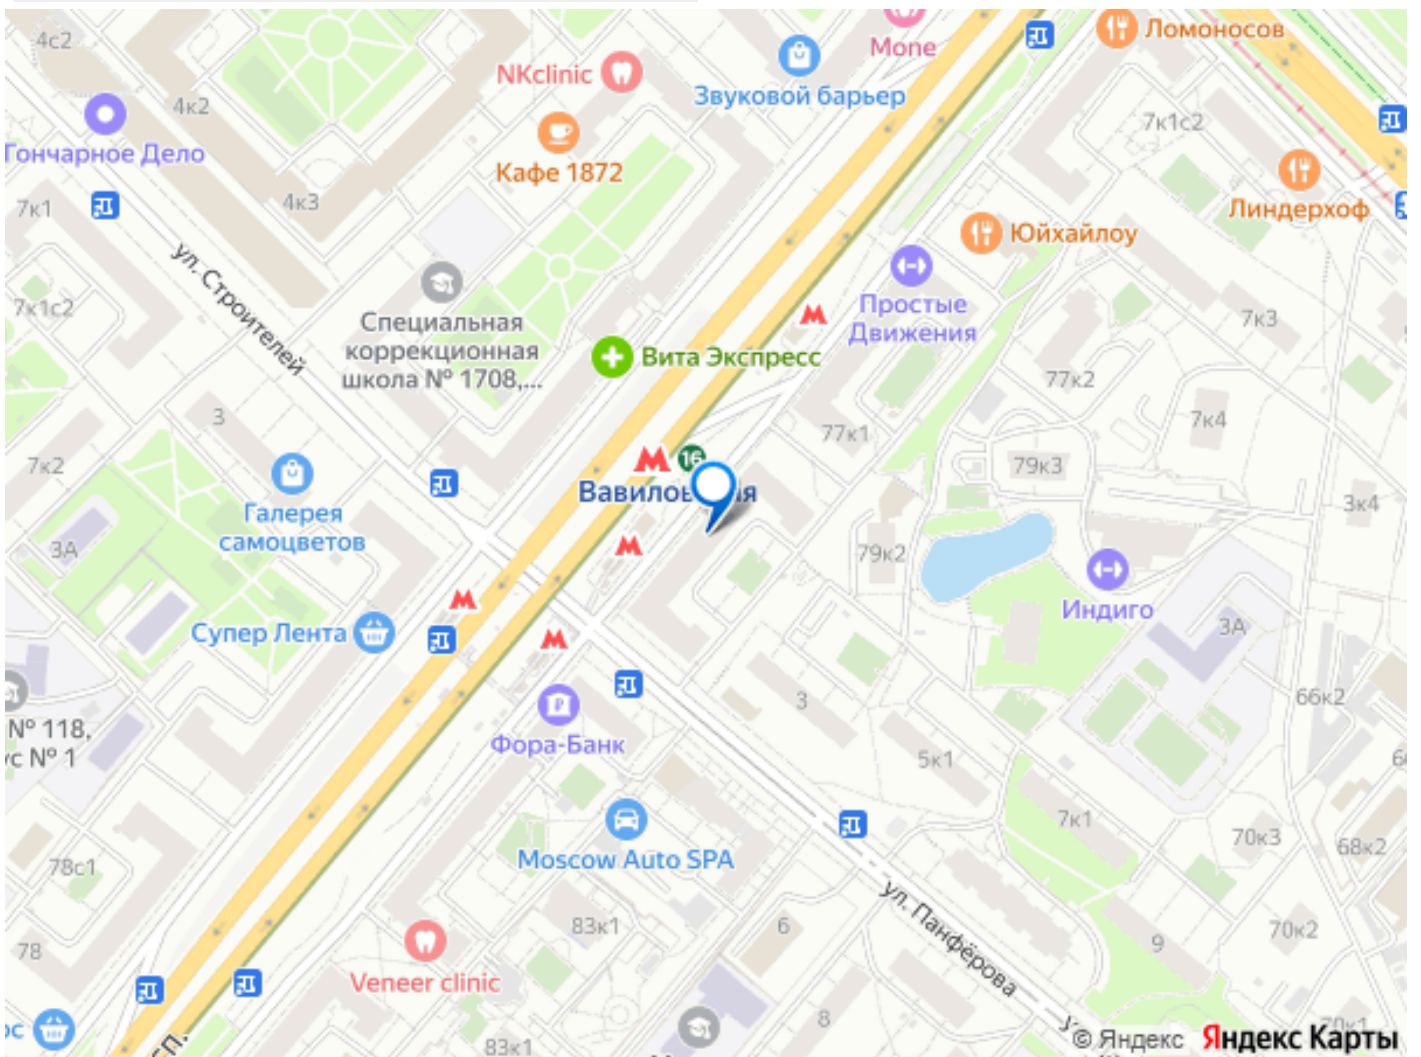 4с2
Mone
Ломоносов
NKclinic
Звуковой барьер
4к2
7к1с2
Гончарное Дело
Кафе 1872
Линдерхоф
7к1
4к3
Юйхайлоу
ул. Строителей
Простые
Движения
7к1с2
Специальная
коррекционная
школа № 1708,...
7к3
Вита Экспресс
77к2
3
7к4
77к1
7к2
16
79к3
Галерея
самоцветов
3к4
3А
79к2
Индиго
Супер Лента
3А
66к2
3
№ 118,
Фора-Банк
5к1
7к1
70к3
68к2
78с1
Moscow Auto SPA
ул. Панфёрова
83к1
6
9
70к2
78
Veneer clinic
8
83к1
© Яндекс Яндекс Карты